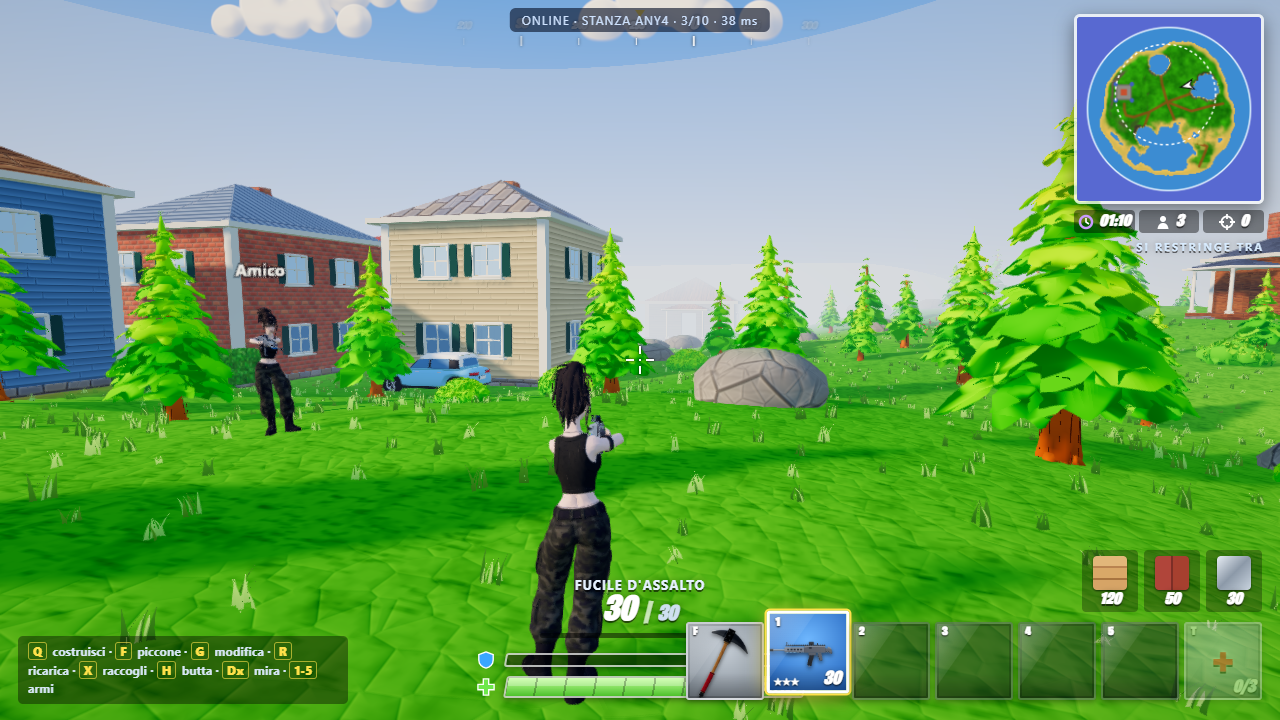 ONLINE · STANZA ANY4 · 3/10 · 38 ms
01:10 3 0
SI RESTRINGE TRA
Amico
120 50 30
FUCILE D'ASSALTO
30 / 30
Q costruisci · F piccone · G modifica · R
ricarica · X raccogli · H butta · Dx mira · 1-5
armi
F 1 2 3 4 5 T
30 0/3